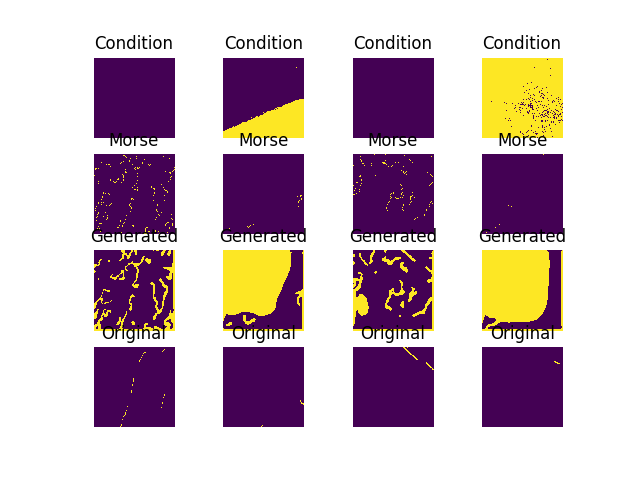 Condition Condition Condition Condition
Morse Morse Morse Morse
Generated Generated Generated Generated
Original Original Original Original